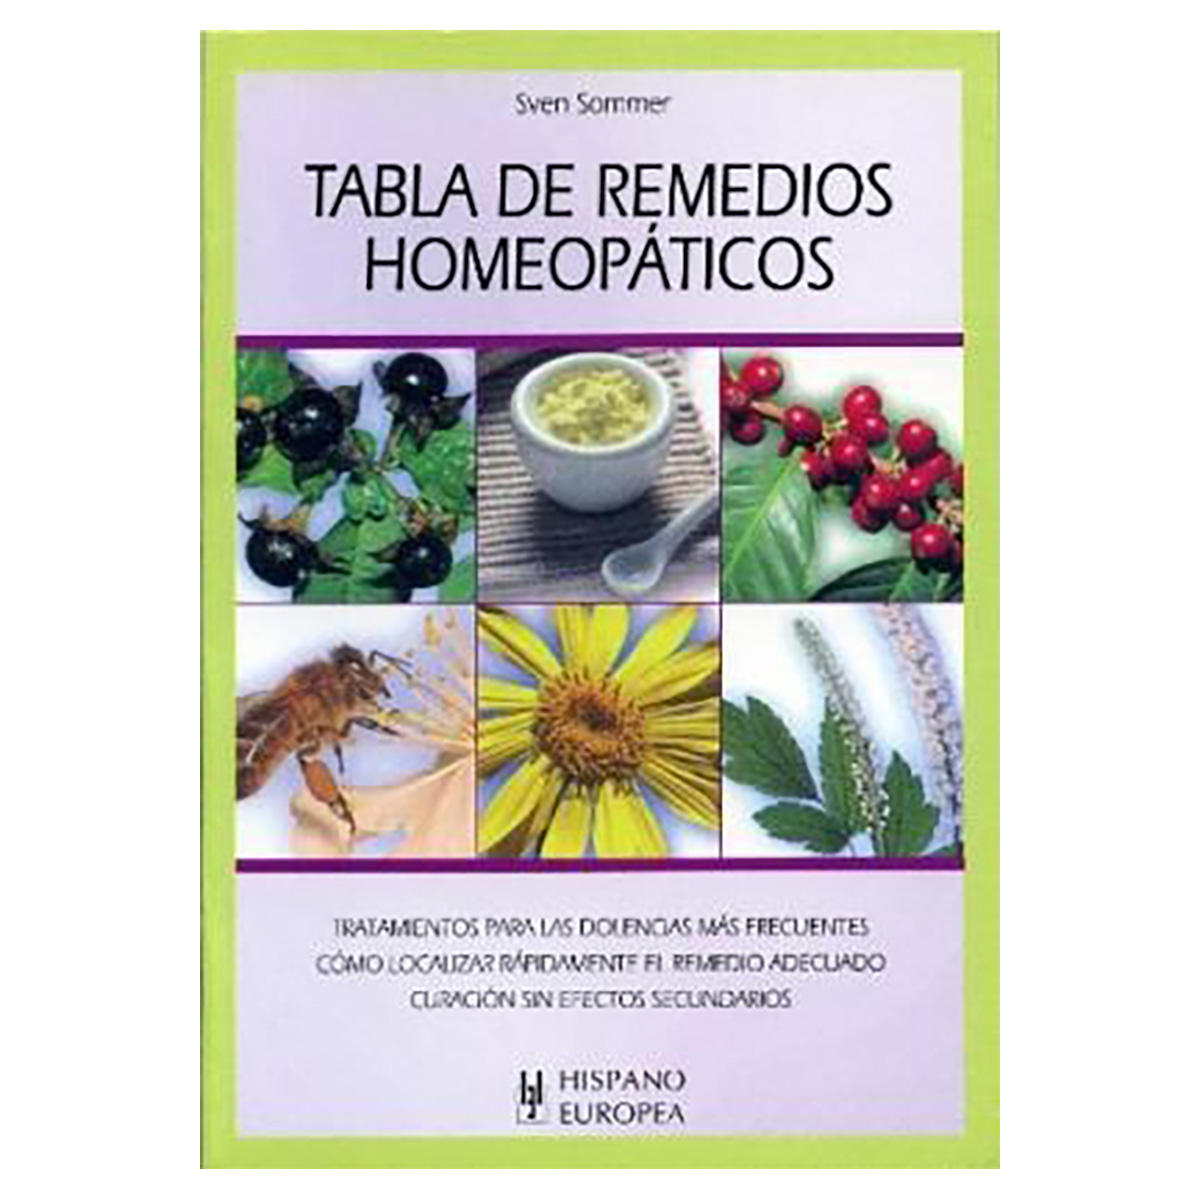 Sven Sommer
TABLA DE REMEDIOS
HOMEOPÁTICOS
TRATAMIENTOS PARA LAS DOLENCIAS MÁS FRECUENTES
CÓMO LOCALIZAR RÁPIDAMENTE EL REMEDIO ADECUADO
CURACIÓN SIN EFECTOS SECUNDARIOS
HISPANO
EUROPEA